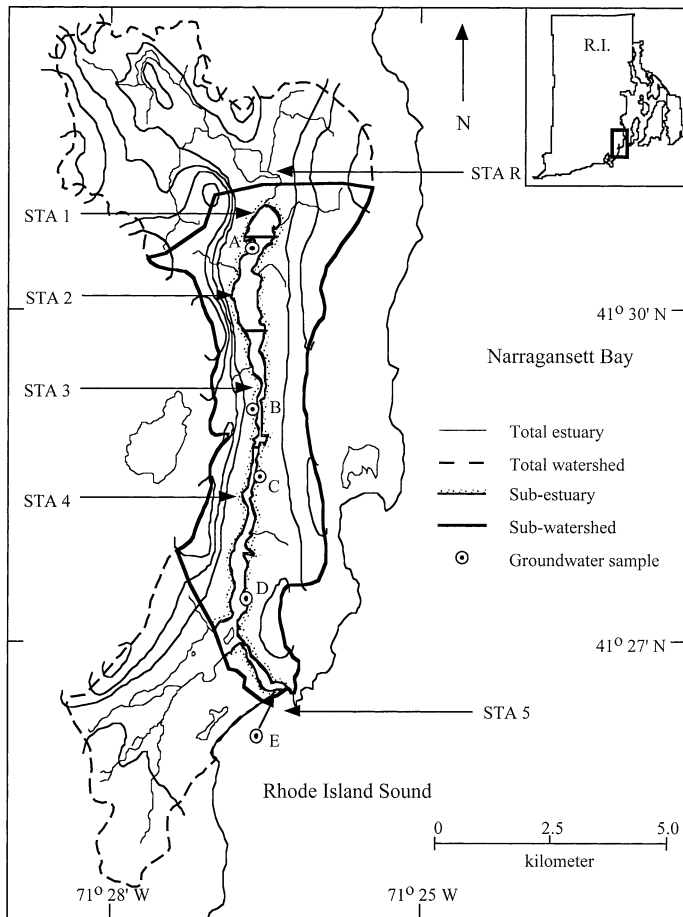 R.I.
N
STA R
STA 1
A
STA 2
41° 30' N
Narragansett Bay
STA 3
B
Total estuary
Total watershed
C
STA 4
Sub-estuary
Sub-watershed
Groundwater sample
D
41° 27' N
STA 5
E
Rhode Island Sound
0 2.5 5.0
kilometer
71° 28' W
71° 25' W